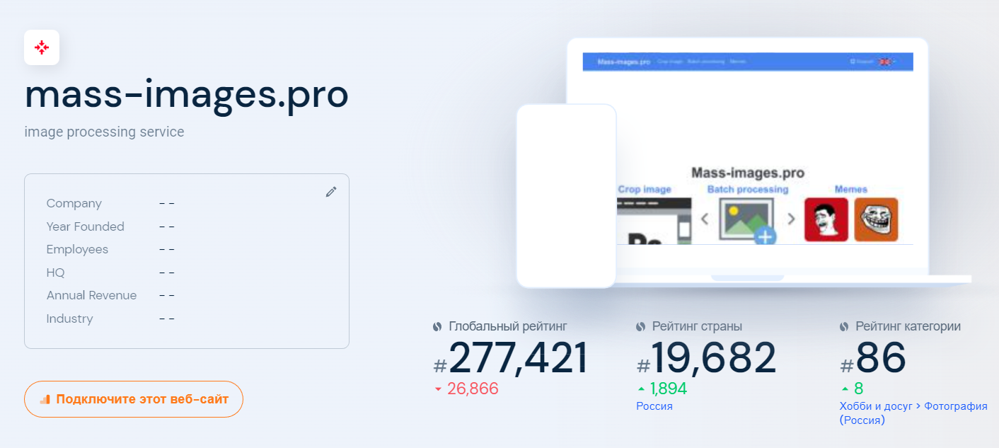 mass-images.pro
image processing service
Company - -
Year Founded - -
Employees - -
HQ - -
Annual Revenue - -
Industry - -
Подключите этот веб-сайт
Mass-images.pro Crop image Batch processing Memes Support
Mass-images.pro
Crop image Batch processing Memes
Глобальный рейтинг Рейтинг страны Рейтинг категории
#277,421 #19,682 #86
26,866 1,894 8
Россия Хобби и досуг > Фотография
(Россия)